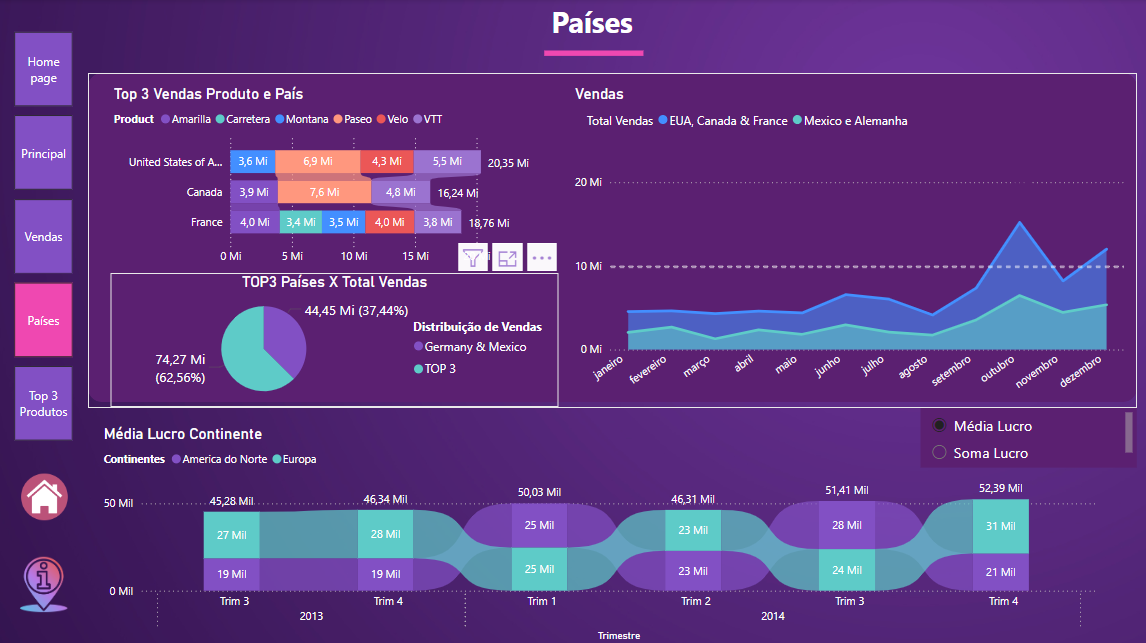 Países
Home
page
Principal
Vendas
Países
Top 3
Produtos
Top 3 Vendas Produto e País
Product Amarilla Carretera Montana Paseo Velo VTT
United States of A... 3,6 Mi 6,9 Mi 4,3 Mi 5,5 Mi 20,35 Mi
Canada 3,9 Mi 7,6 Mi 4,8 Mi 16,24 Mi
France 4,0 Mi 3,4 Mi 3,5 Mi 4,0 Mi 3,8 Mi 18,76 Mi
0 Mi 5 Mi 10 Mi 15 Mi
TOP3 Países X Total Vendas
44,45 Mi (37,44%)
74,27 Mi
(62,56%)
Distribuição de Vendas
Germany & Mexico
TOP 3
Vendas
Total Vendas EUA, Canada & France Mexico e Alemanha
20 Mi
10 Mi
0 Mi
janeiro fevereiro março abril maio junho julho agosto setembro outubro novembro dezembro
Média Lucro Continente
Continentes America do Norte Europa
Média Lucro
Soma Lucro
50 Mil
0 Mil
45,28 Mil 46,34 Mil 50,03 Mil 46,31 Mil 51,41 Mil 52,39 Mil
27 Mil 28 Mil 25 Mil 23 Mil 28 Mil 31 Mil
19 Mil 19 Mil 25 Mil 23 Mil 24 Mil 21 Mil
Trim 3 Trim 4 Trim 1 Trim 2 Trim 3 Trim 4
2013 2014
Trimestre